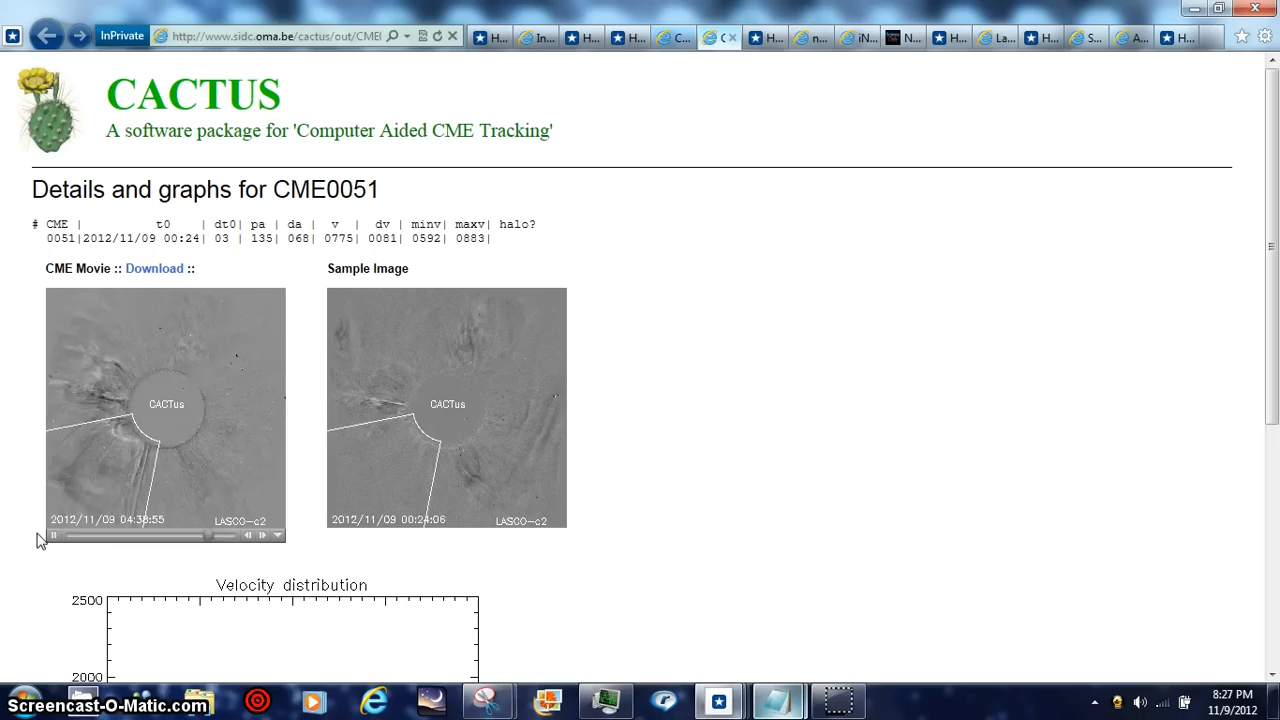 InPrivate
http://www.sidc.oma.be/cactus/out/CME(
H...
In...
H...
H...
C...
C
H...
n...
iN...
N...
H...
La...
H...
S...
A...
H...
CACTUS
A software package for 'Computer Aided CME Tracking'
Details and graphs for CME0051
# CME | t0 | dt0| pa | da | v | dv | minv| maxv| halo?
0051|2012/11/09 00:24| 03 | 135| 068| 0775| 0081| 0592| 0883|
CME Movie :: Download ::
Sample Image
CACTus
CACTus
2012/11/09 04:38:55
LASCO-c2
2012/11/09 00:24:06
LASCO-c2
Velocity distribution
2500
2000
8:27 PM
11/9/2012
Screencast-O-Matic.com